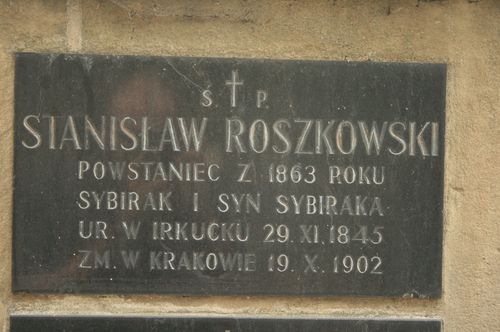 Ś † P.
STANISŁAW ROSZKOWSKI
POWSTANIEC Z 1863 ROKU
SYBIRAK I SYN SYBIRAKA
UR. W IRKUCKU 29. XI. 1845
ZM. W KRAKOWIE 19. X. 1902